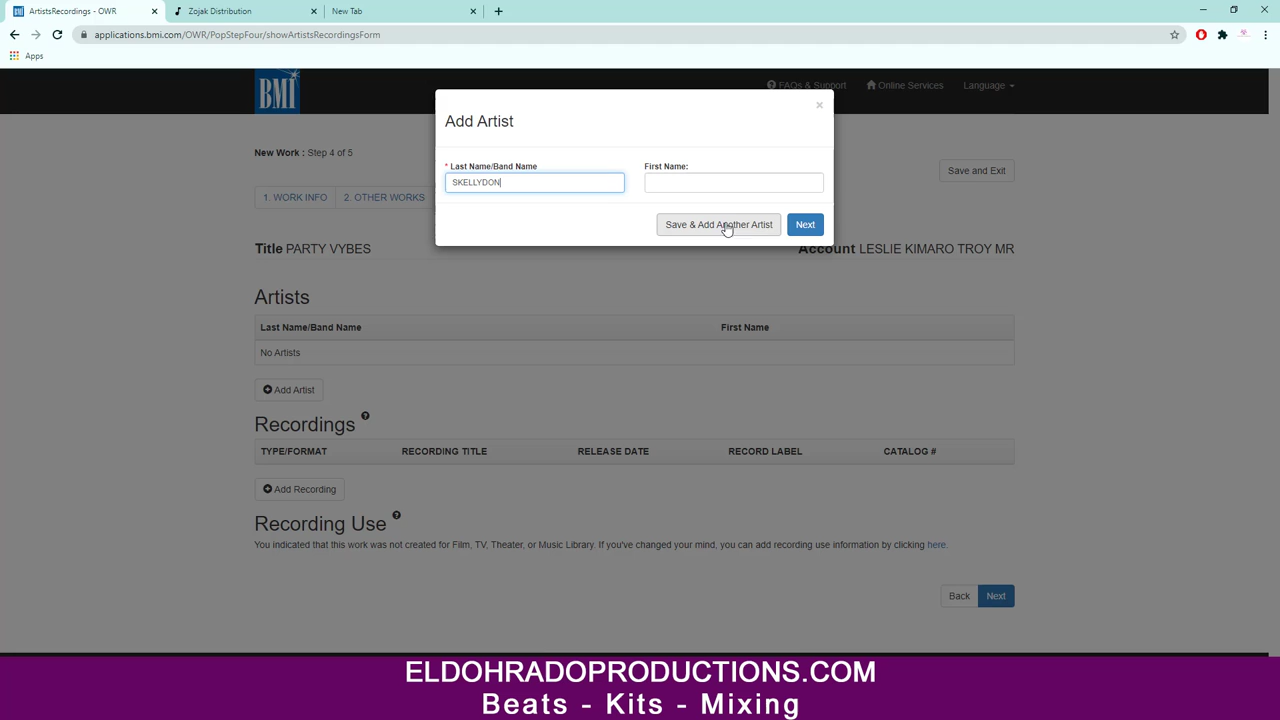 ArtistsRecordings - OWR
Zojak Distribution
New Tab
applications.bmi.com/OWR/PopStepFour/showArtistsRecordingsForm
Apps
BMI
FAQs & Support
Online Services
Language
Add Artist
* Last Name/Band Name
First Name:
SKELLYDON
Save & Add Another Artist
Next
New Work : Step 4 of 5
Save and Exit
1. WORK INFO
2. OTHER WORKS
Title PARTY VYBES
Account LESLIE KIMARO TROY MR
Artists
Last Name/Band Name
First Name
No Artists
Add Artist
Recordings
TYPE/FORMAT
RECORDING TITLE
RELEASE DATE
RECORD LABEL
CATALOG #
Add Recording
Recording Use
You indicated that this work was not created for Film, TV, Theater, or Music Library. If you've changed your mind, you can add recording use information by clicking here.
Back
Next
ELDOHRADOPRODUCTIONS.COM
Beats - Kits - Mixing